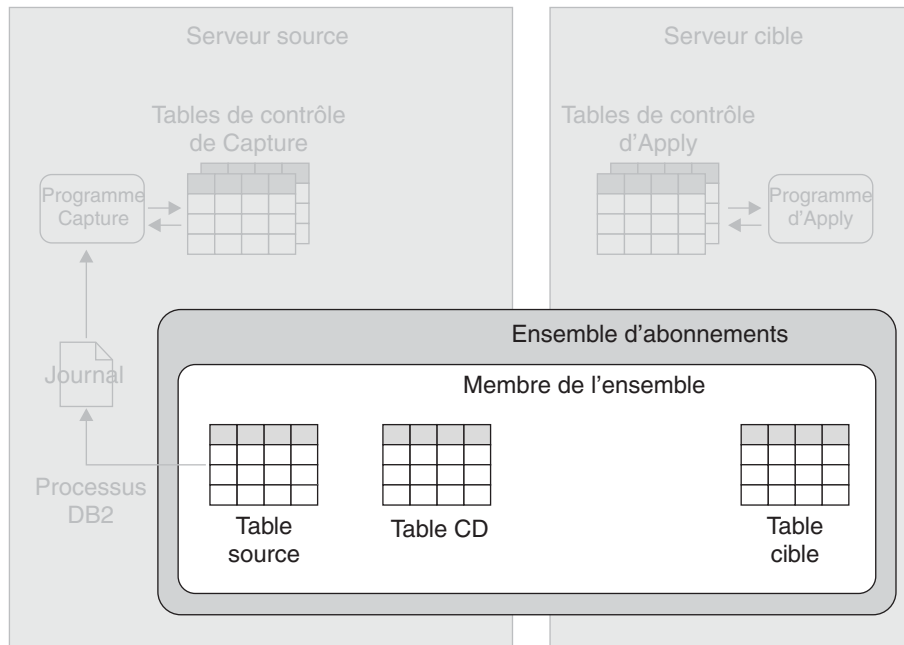 Serveur source
Serveur cible
Tables de contrôle
de Capture
Tables de contrôle
d'Apply
Programme
Capture
Programme
d'Apply
Ensemble d'abonnements
Journal
Membre de l'ensemble
Processus
DB2
Table
source
Table CD
Table
cible